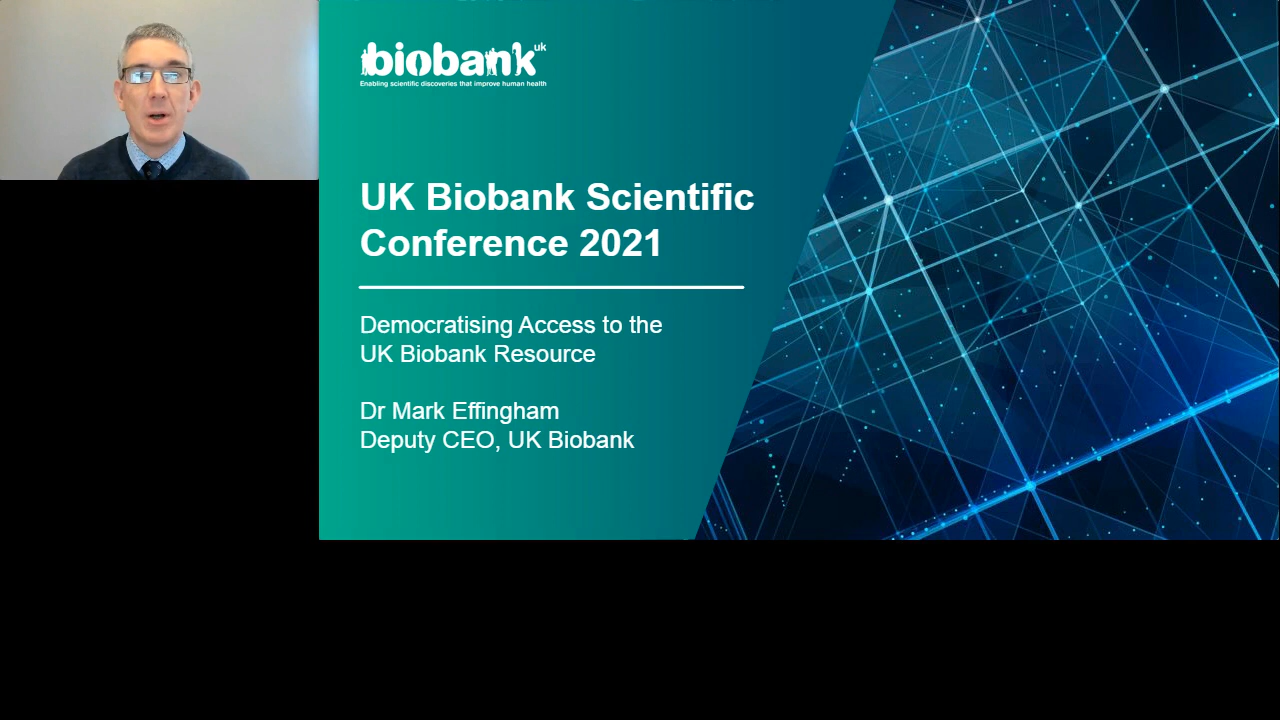 biobank uk
Enabling scientific discoveries that improve human health
UK Biobank Scientific
Conference 2021
Democratising Access to the
UK Biobank Resource
Dr Mark Effingham
Deputy CEO, UK Biobank